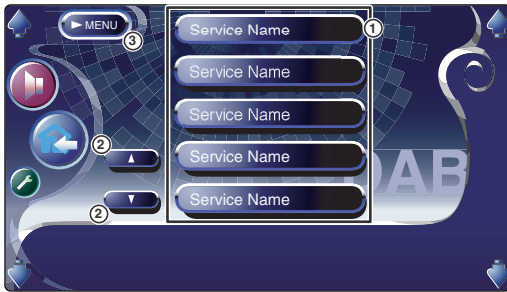 ► MENU
③
Service Name
①
Service Name
Service Name
②
▲
Service Name
DAB
②
▼
Service Name